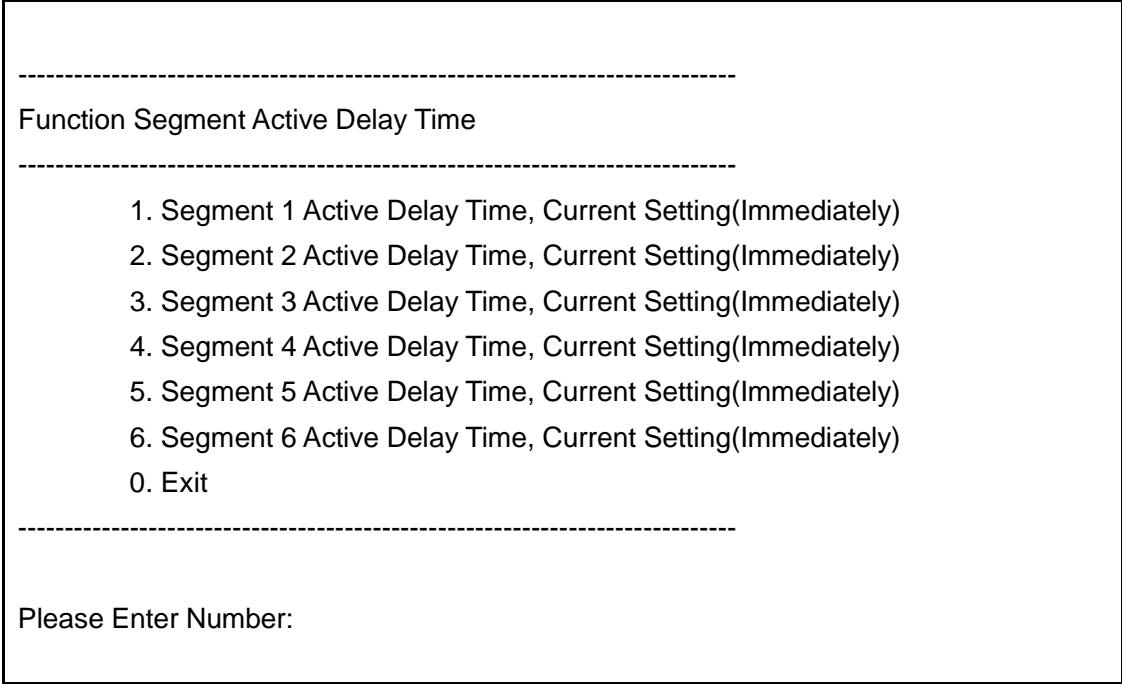 ------------------------------------------------------------------------------
Function Segment Active Delay Time
------------------------------------------------------------------------------
1. Segment 1 Active Delay Time, Current Setting(Immediately)
2. Segment 2 Active Delay Time, Current Setting(Immediately)
3. Segment 3 Active Delay Time, Current Setting(Immediately)
4. Segment 4 Active Delay Time, Current Setting(Immediately)
5. Segment 5 Active Delay Time, Current Setting(Immediately)
6. Segment 6 Active Delay Time, Current Setting(Immediately)
0. Exit
------------------------------------------------------------------------------
Please Enter Number: